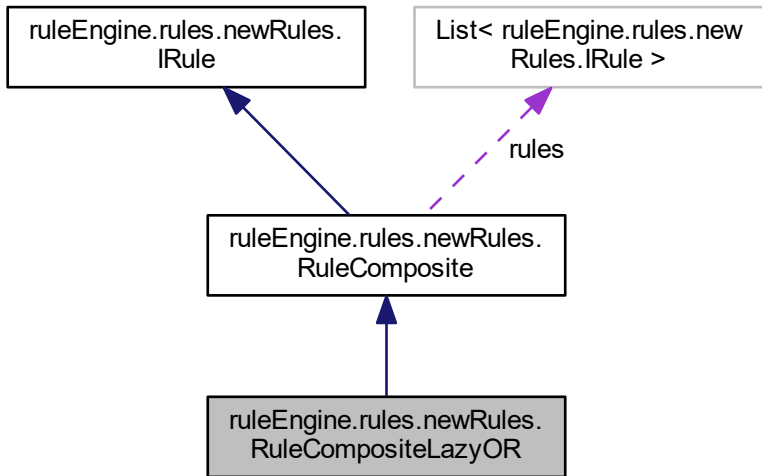 ruleEngine.rules.newRules.
IRule
List< ruleEngine.rules.new
Rules.IRule >
rules
ruleEngine.rules.newRules.
RuleComposite
ruleEngine.rules.newRules.
RuleCompositeLazyOR